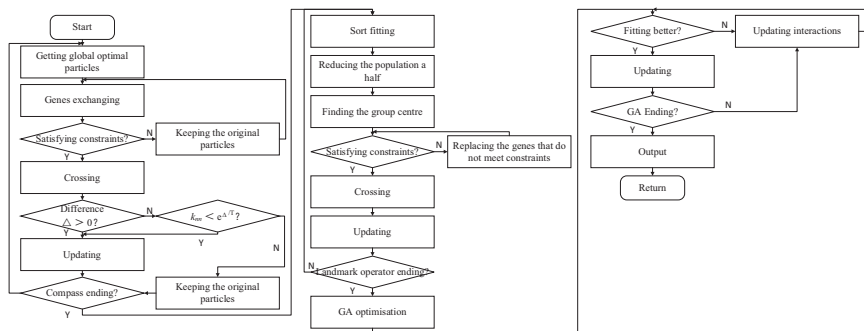 Start
Getting global optimal
particles
Genes exchanging
Satisfying constraints?
N
Keeping the original
particles
Y
Crossing
Difference
△ > 0?
N
k_m < e^△/T?
Y
Y
N
Updating
Keeping the original
particles
Compass ending?
Y
Sort fitting
Reducing the population a
half
Finding the group centre
Satisfying constraints?
N
Replacing the genes that do
not meet constraints
Y
Crossing
Updating
N
Landmark operator ending?
Y
GA optimisation
Fitting better?
N
Updating interactions
Y
Updating
GA Ending?
N
Y
Output
Return